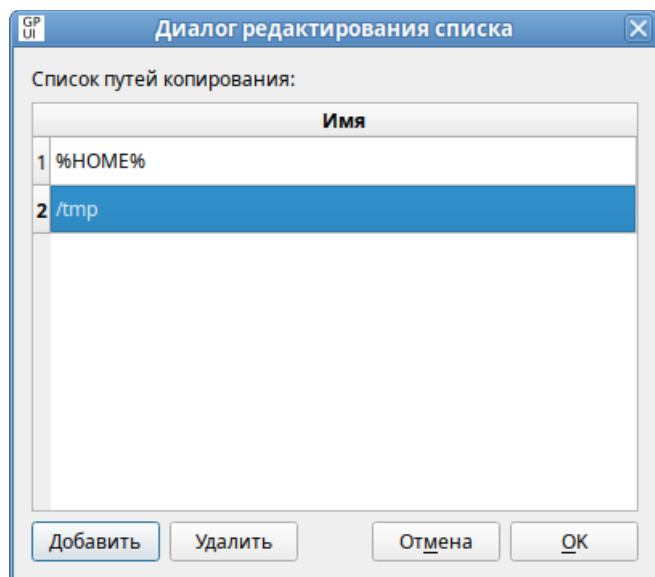 GP
UI
Диалог редактирования списка
Список путей копирования:
Имя
1 %HOME%
2 /tmp
Добавить Удалить Отмена OK